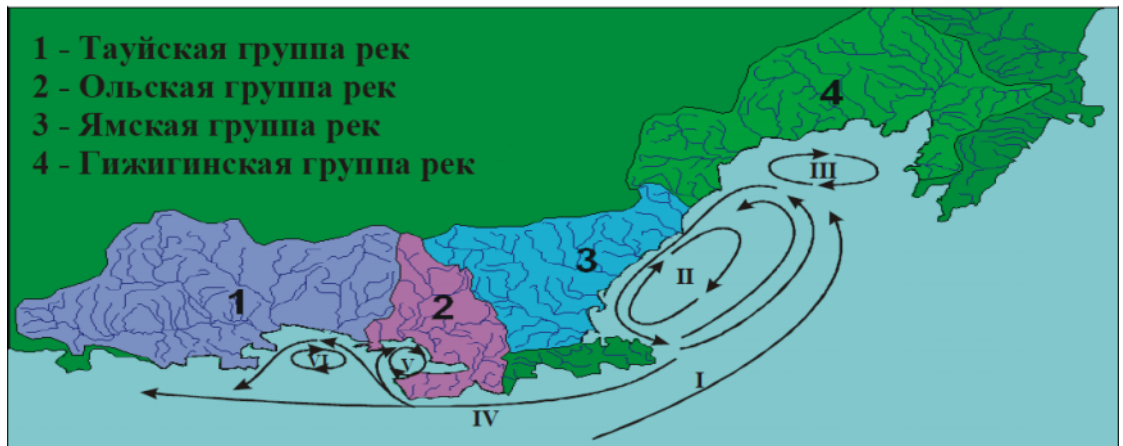 1 - Тауйская группа рек
2 - Ольская группа рек
3 - Ямская группа рек
4 - Гижигинская группа рек
4
III
3
II
1
2
VI
V
I
IV